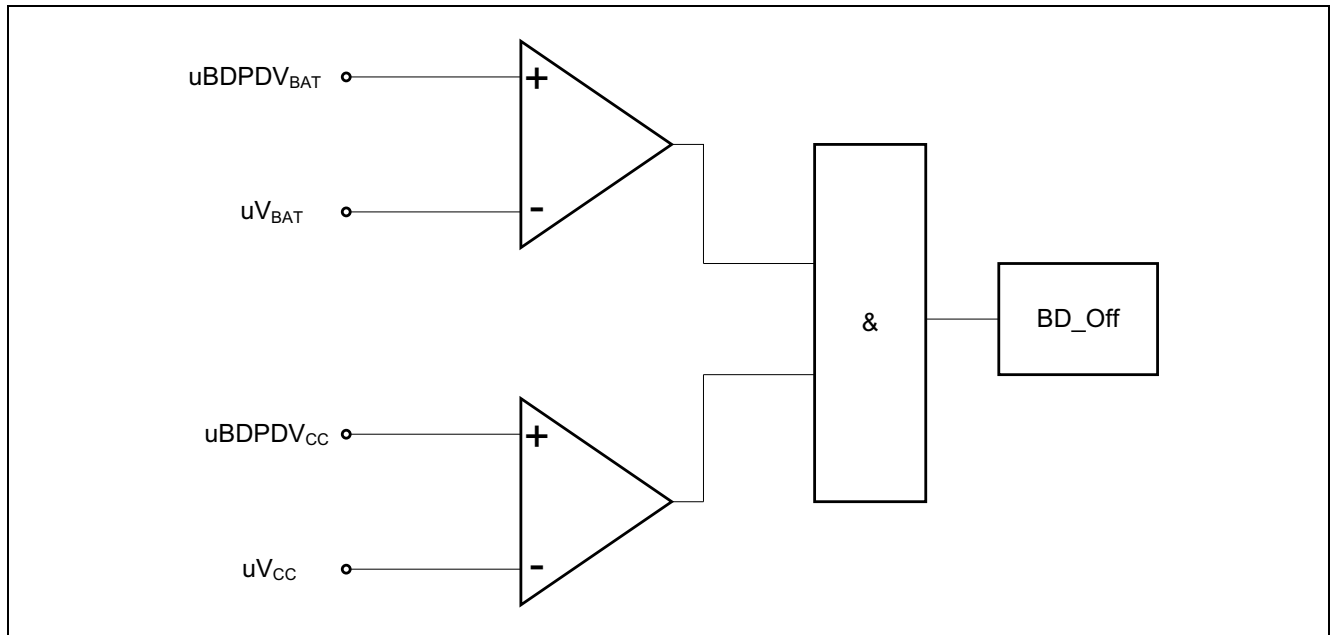 uBDPDVBAT
+
uVBAT
-
&
BD_Off
uBDPDVCC
+
uVCC
-